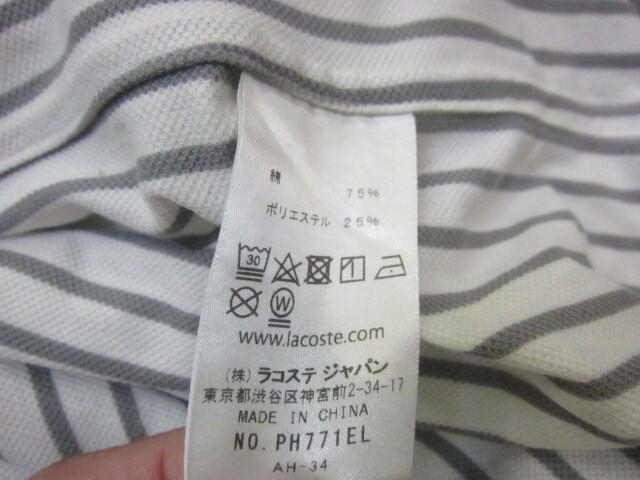 綿 75%
ポリエステル 25%
30
W
www.lacoste.com
(株) ラコステ ジャパン
東京都渋谷区神宮前2-34-17
MADE IN CHINA
NO. PH771EL
AH-34